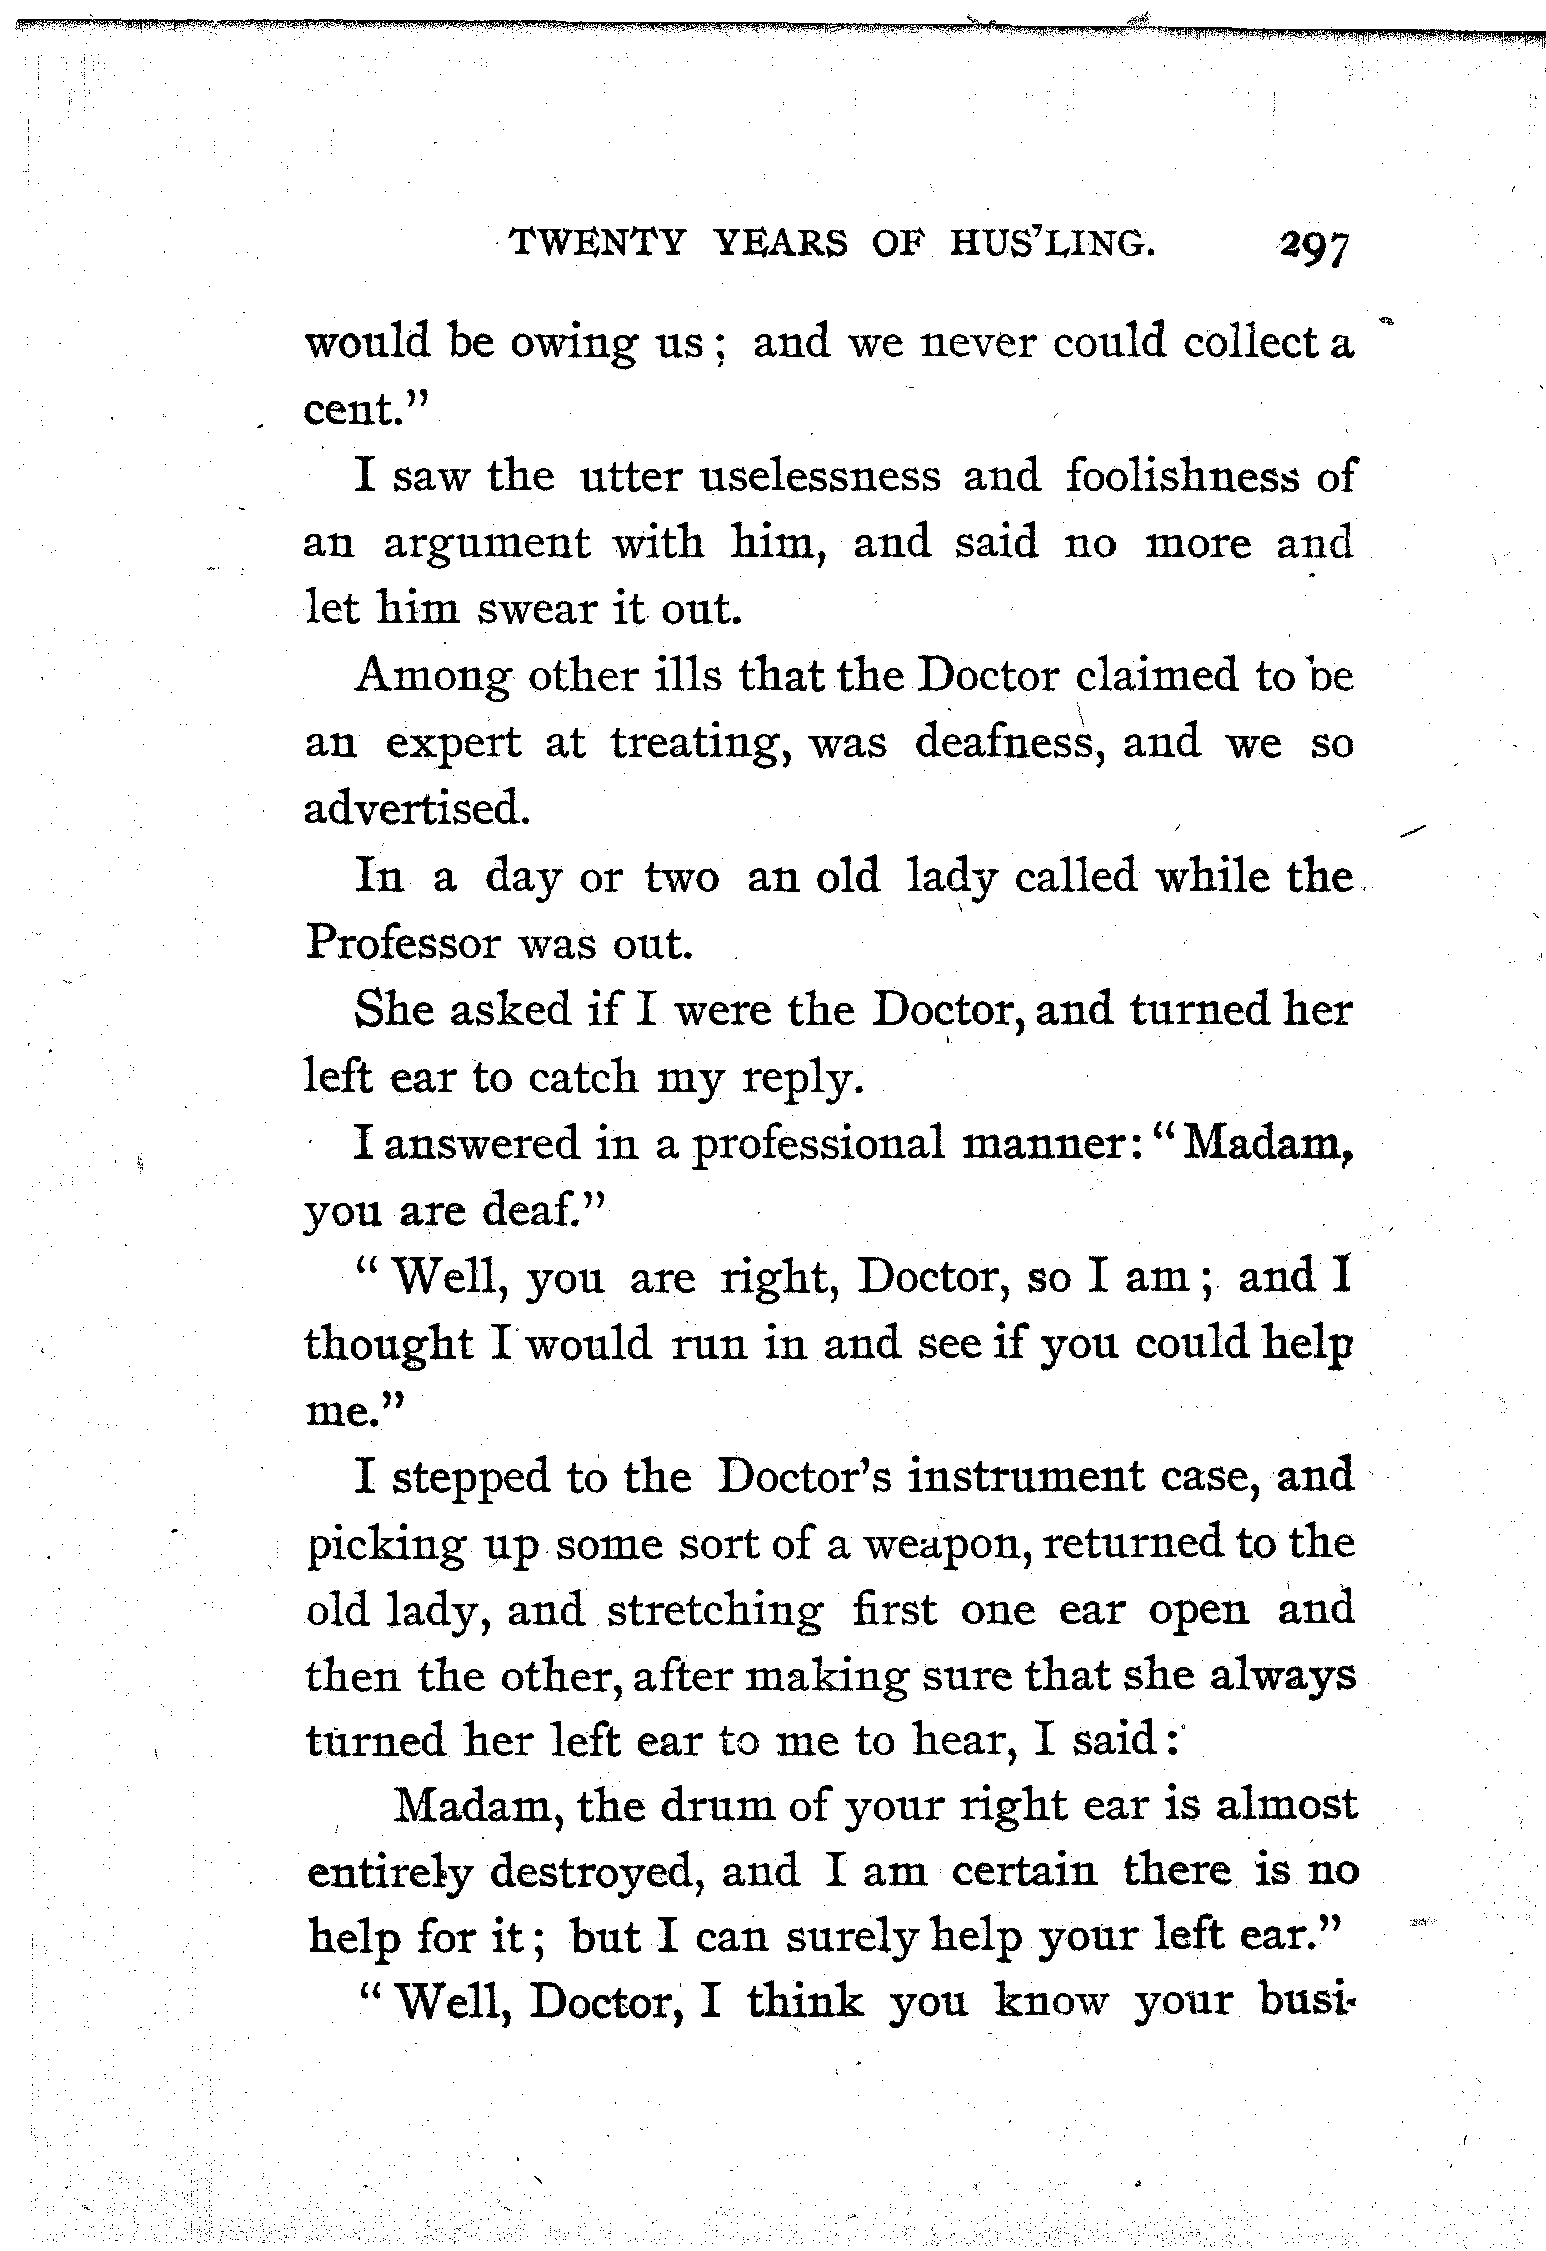 TWENTY YEARS OF HUS'LING. 297
would be owing us; and we never could collect a
cent."
I saw the utter uselessness and foolishness of
an argument with him, and said no more and
let him swear it out.
Among other ills that the Doctor claimed to be
an expert at treating, was deafness, and we so
advertised.
In a day or two an old lady called while the
Professor was out.
She asked if I were the Doctor, and turned her
left ear to catch my reply.
I answered in a professional manner: "Madam,
you are deaf."
"Well, you are right, Doctor, so I am; and I
thought I would run in and see if you could help
me."
I stepped to the Doctor's instrument case, and
picking up some sort of a weapon, returned to the
old lady, and stretching first one ear open and
then the other, after making sure that she always
turned her left ear to me to hear, I said:
Madam, the drum of your right ear is almost
entirely destroyed, and I am certain there is no
help for it; but I can surely help your left ear."
"Well, Doctor, I think you know your busi-